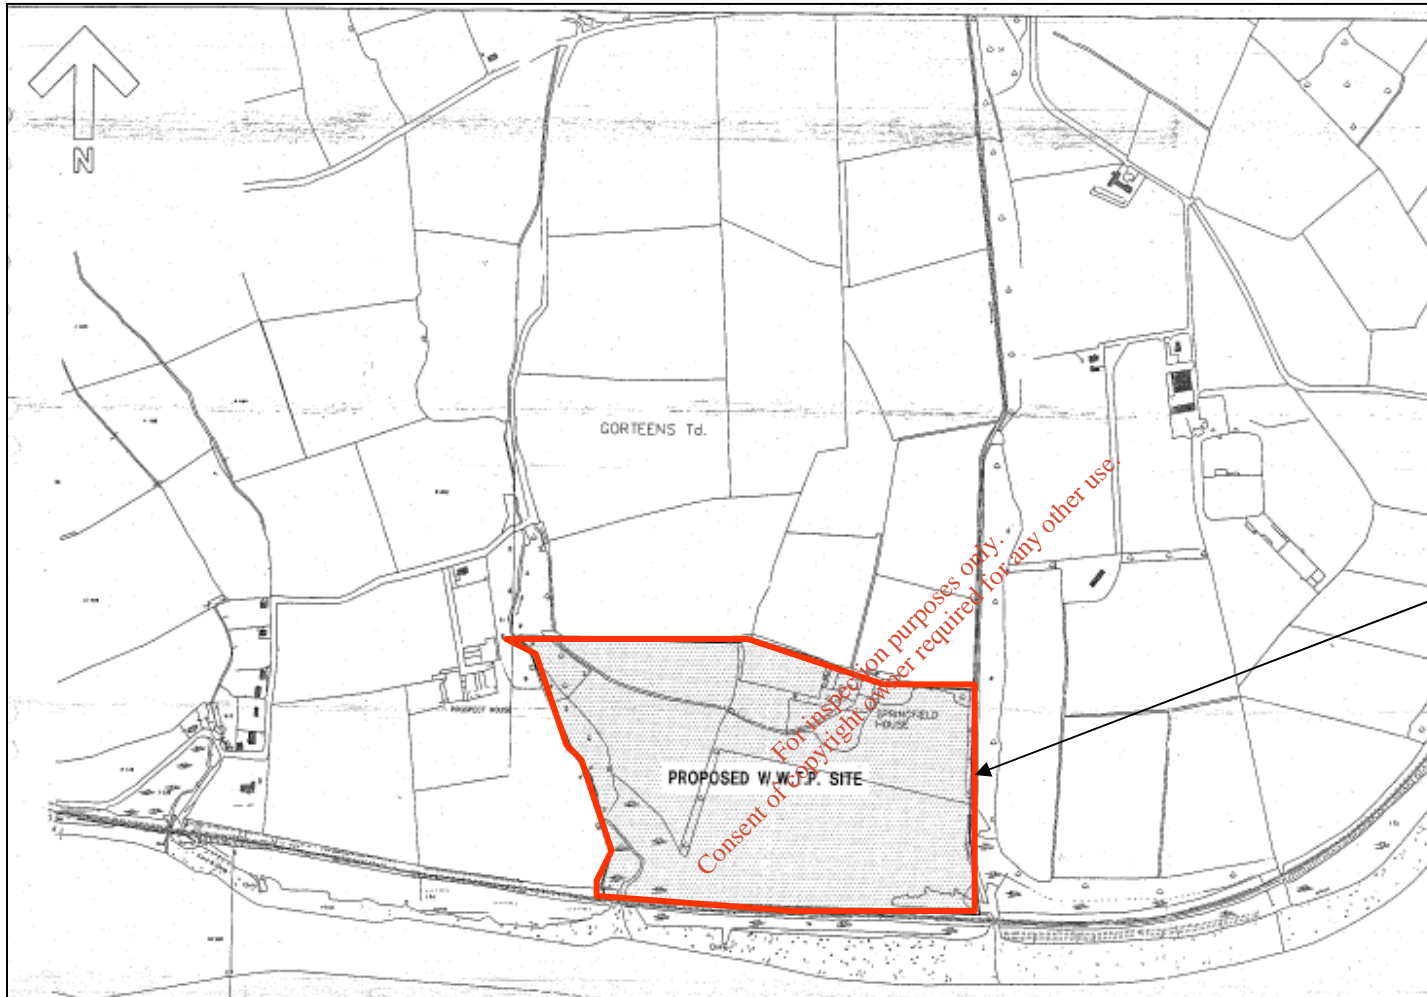 N
GORTEENS Td.
For inspection purposes only.
Consent of copyright owner required for any other use.
PROSPECT HOUSE
SPRINGFIELD
HOUSE
PROPOSED W.W.T.P. SITE